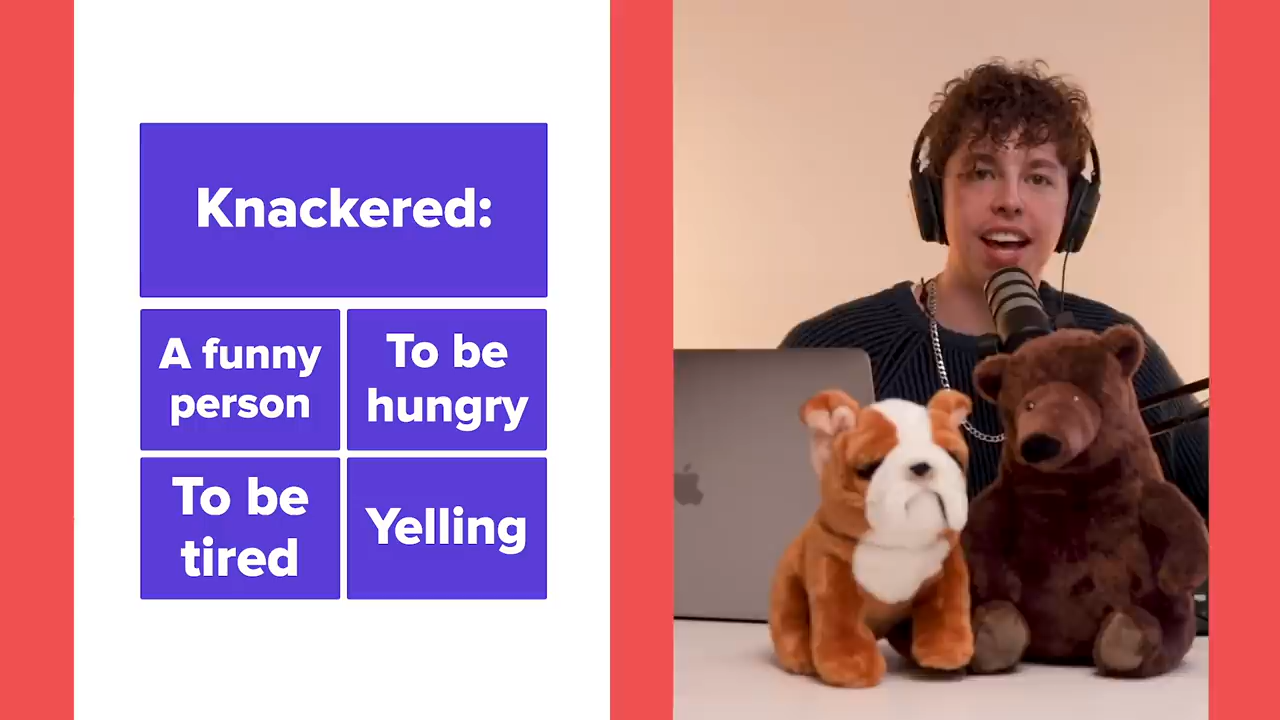 Knackered:
A funny
person
To be
hungry
To be
tired
Yelling